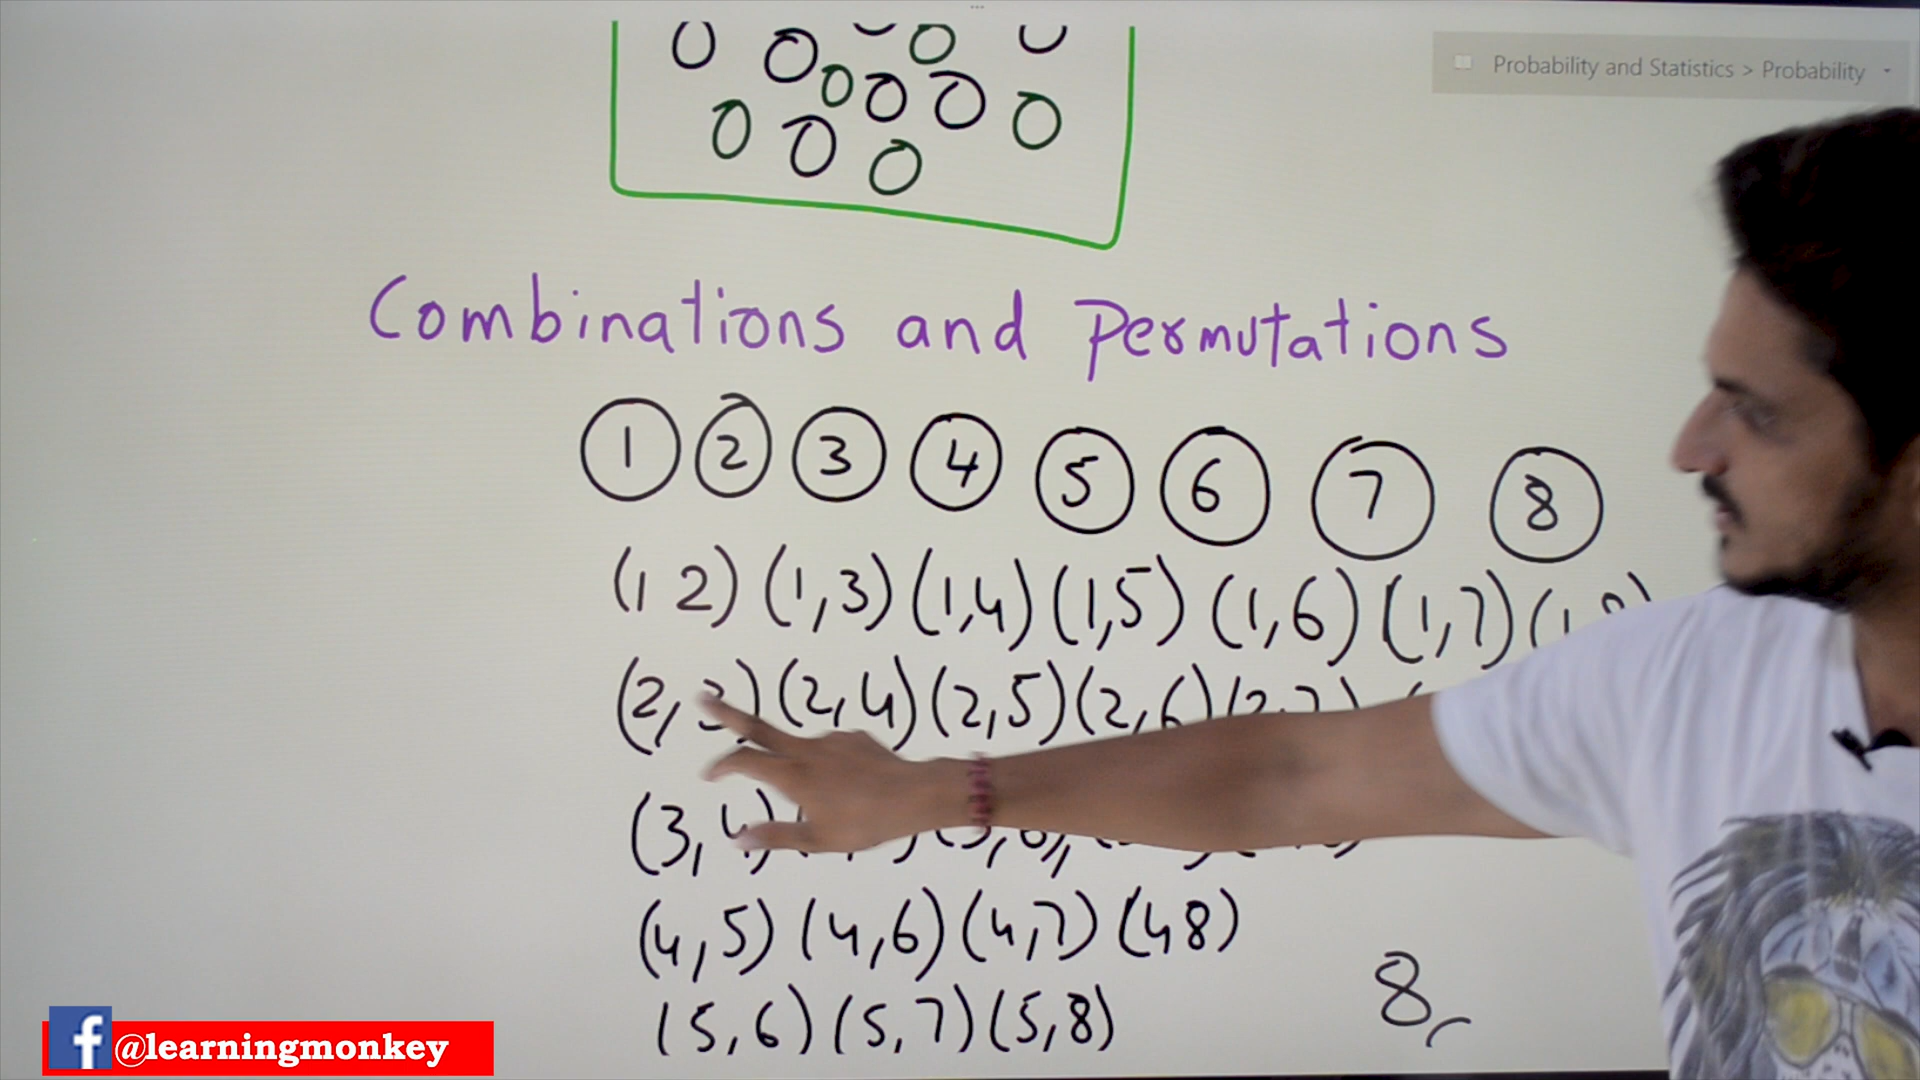 Probability and Statistics > Probability
Combinations and Permutations
1 2 3 4 5 6 7 8
(1 2) (1,3) (1,4) (1,5) (1,6) (1,7)
(2,3) (2,4) (2,5) (2,6)
(3,4)
(4,5) (4,6) (4,7) (4 8)
(5,6) (5,7) (5,8)
8
@learningmonkey